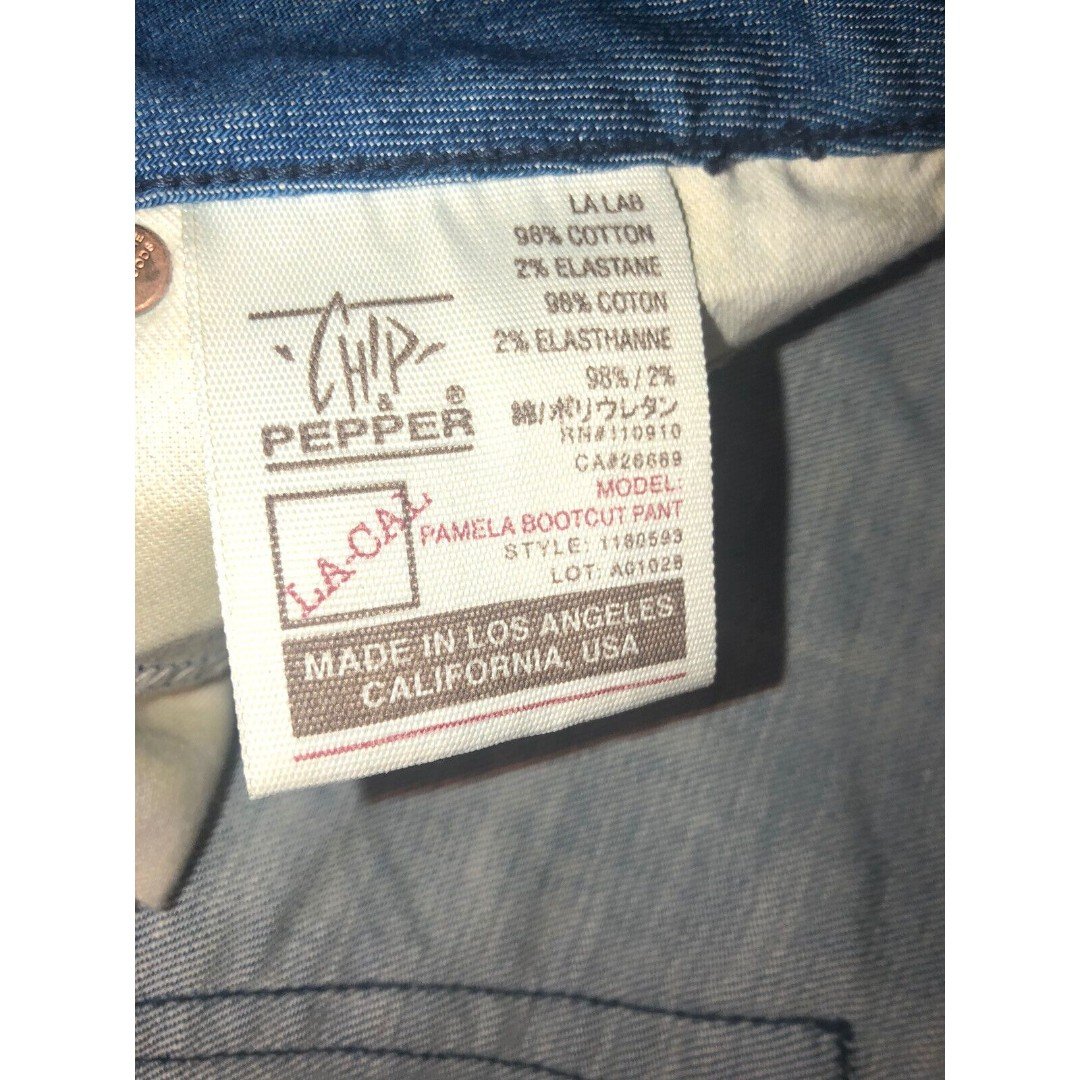 CHIP
&
PEPPER®
LA-CAL
LA LAB
98% COTTON
2% ELASTANE
98% COTON
2% ELASTHANNE
98% / 2%
綿/ポリウレタン
RN#110910
CA#26689
MODEL:
PAMELA BOOTCUT PANT
STYLE: 1160593
LOT: A01028
MADE IN LOS ANGELES
CALIFORNIA, USA